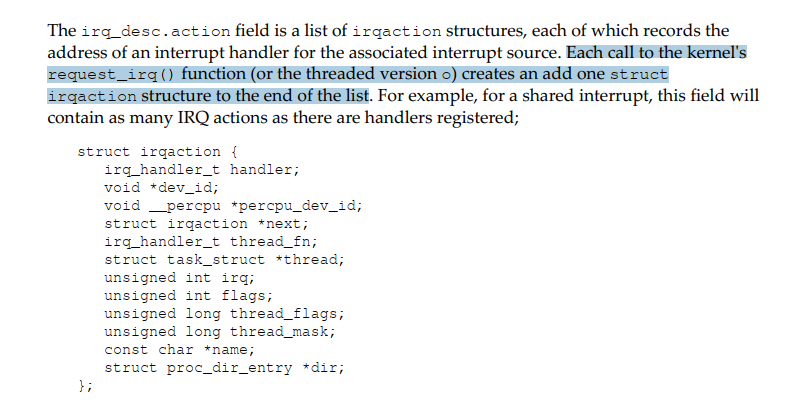 The irq_desc.action field is a list of irqaction structures, each of which records the
address of an interrupt handler for the associated interrupt source. Each call to the kernel's
request_irq() function (or the threaded version o) creates an add one struct
irqaction structure to the end of the list. For example, for a shared interrupt, this field will
contain as many IRQ actions as there are handlers registered;
struct irqaction {
irq_handler_t handler;
void *dev_id;
void __percpu *percpu_dev_id;
struct irqaction *next;
irq_handler_t thread_fn;
struct task_struct *thread;
unsigned int irq;
unsigned int flags;
unsigned long thread_flags;
unsigned long thread_mask;
const char *name;
struct proc_dir_entry *dir;
};